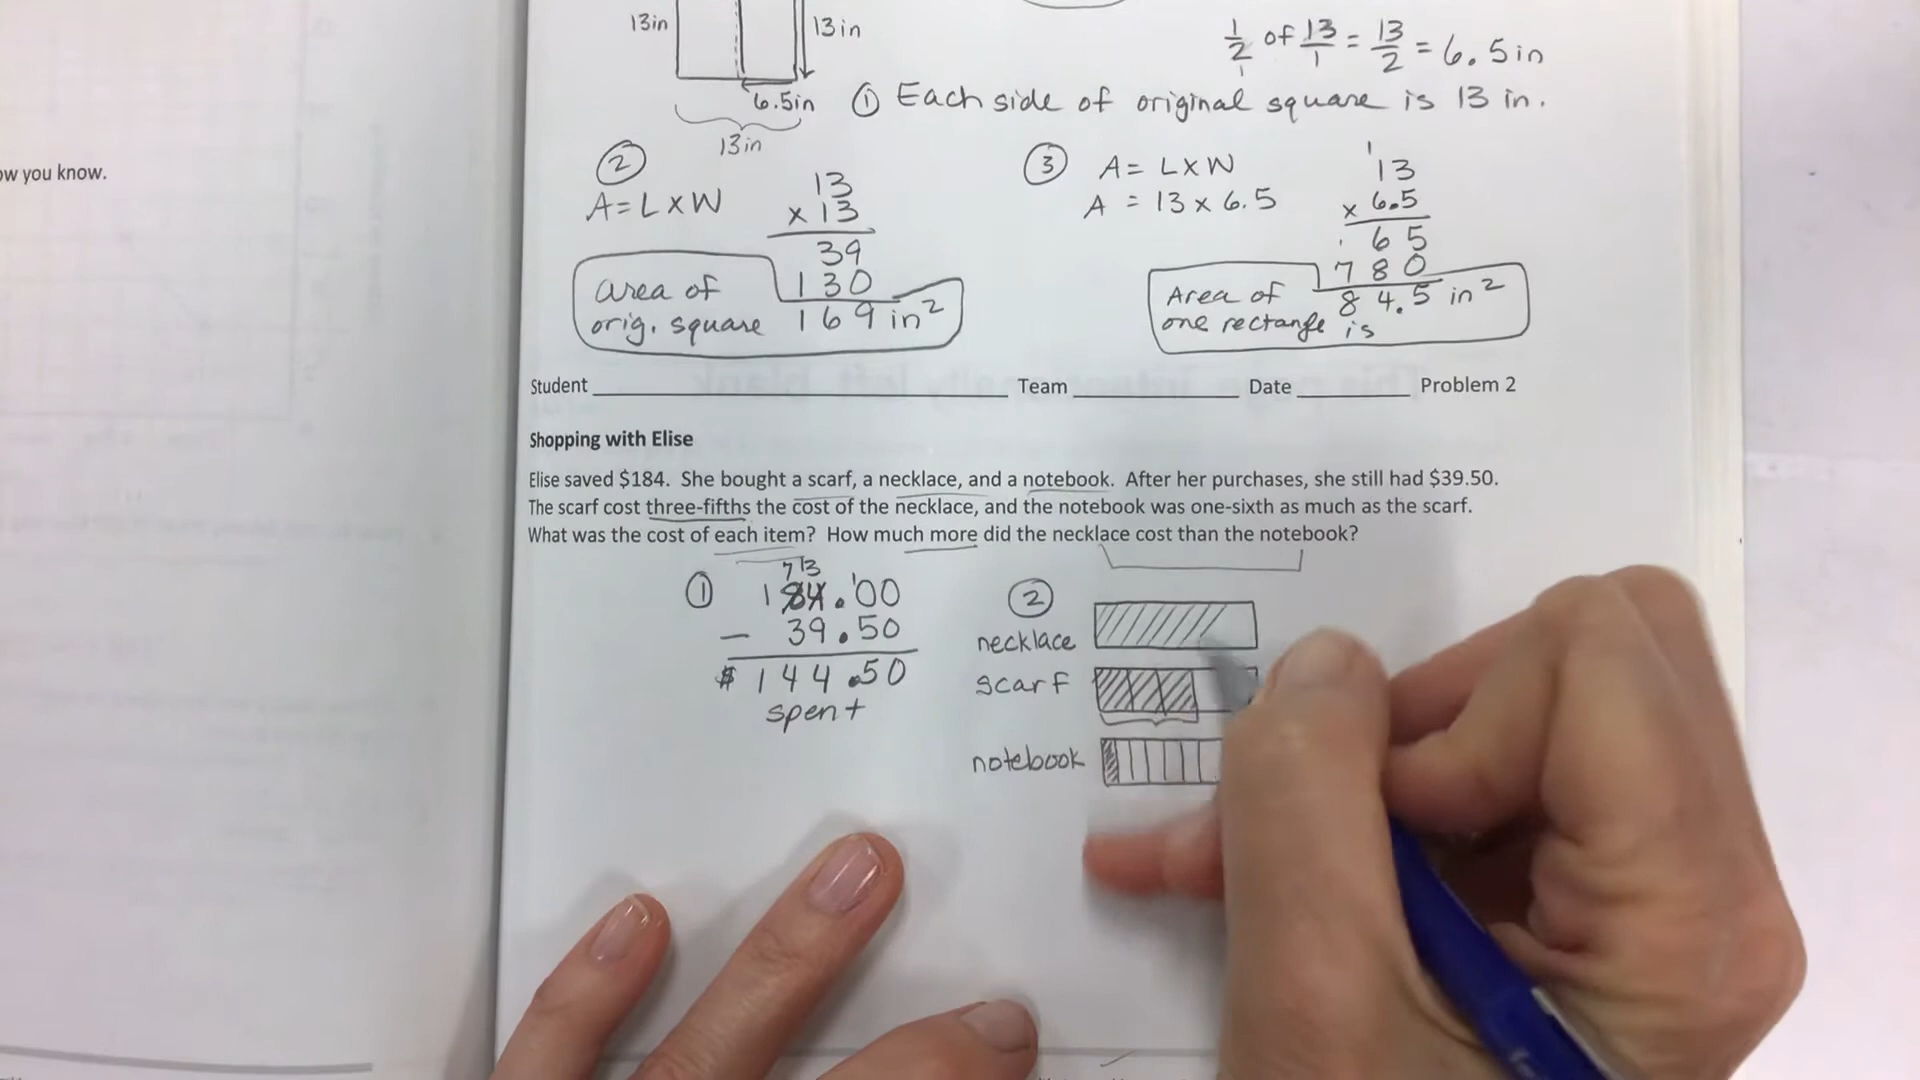 13in
13in
6.5in
13in
1/2 of 13/1 = 13/2 = 6.5in
① Each side of original square is 13 in.
②
A=LXW
13
x 13
39
130
169 in²
area of
orig. square
③
A= LXW
A = 13 x 6.5
1
13
x 6.5
65
780
84.5 in²
Area of
one rectangle is
ow you know.
Student Team Date Problem 2
Shopping with Elise
Elise saved $184. She bought a scarf, a necklace, and a notebook. After her purchases, she still had $39.50.
The scarf cost three-fifths the cost of the necklace, and the notebook was one-sixth as much as the scarf.
What was the cost of each item? How much more did the necklace cost than the notebook?
①
7 13
184.00
- 39.50
$ 144.50
spent
②
necklace
scarf
notebook